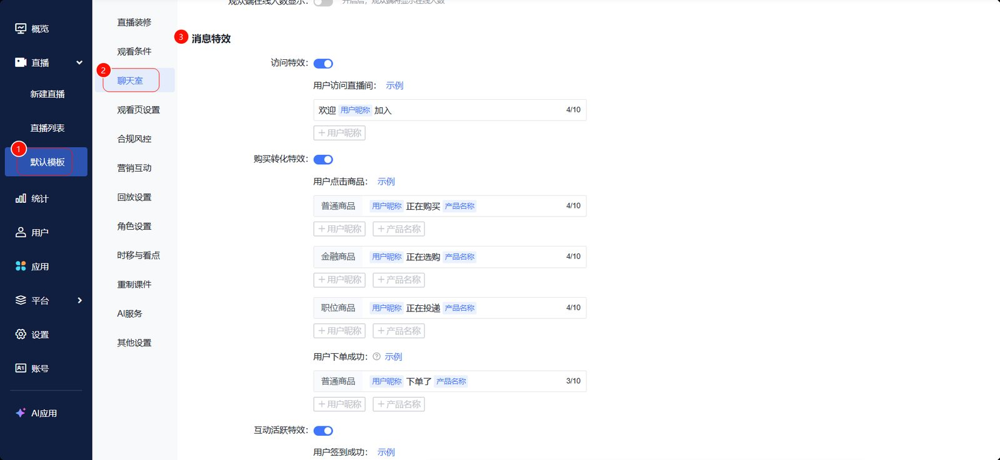 概览
直播
新建直播
直播列表
1
默认模板
统计
用户
应用
平台
设置
账号
AI应用
直播装修
观看条件
2
聊天室
观看页设置
合规风控
营销互动
回放设置
角色设置
时移与看点
重制课件
AI服务
其他设置
观众端在线人数显示： 开启后，观众端将显示在线人数
3 消息特效
访问特效：
用户访问直播间： 示例
欢迎 用户昵称 加入 4/10
+ 用户昵称
购买转化特效：
用户点击商品： 示例
普通商品 用户昵称 正在购买 产品名称 4/10
+ 用户昵称 + 产品名称
金融商品 用户昵称 正在选购 产品名称 4/10
+ 用户昵称 + 产品名称
职位商品 用户昵称 正在投递 产品名称 4/10
+ 用户昵称 + 产品名称
用户下单成功： ? 示例
普通商品 用户昵称 下单了 产品名称 3/10
+ 用户昵称 + 产品名称
互动活跃特效：
用户签到成功： 示例